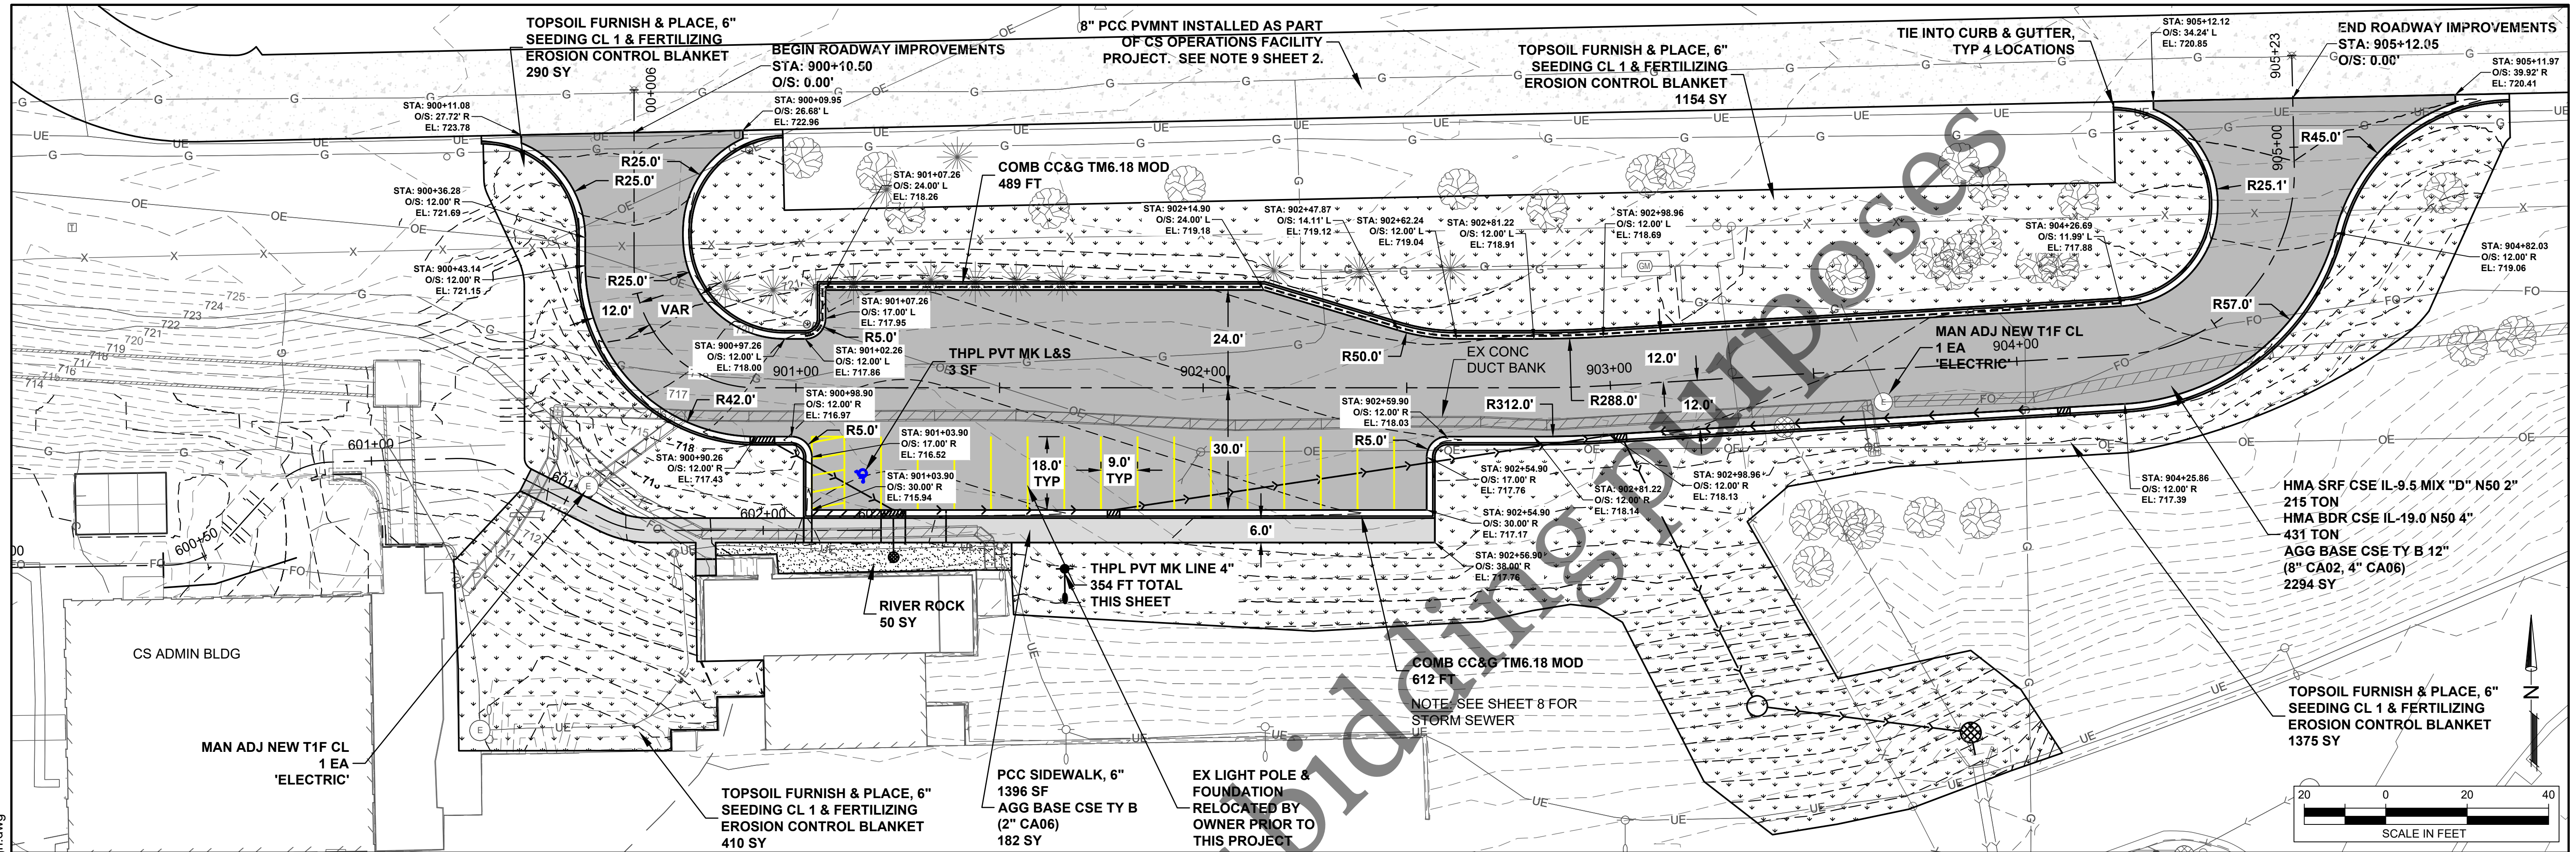 TOPSOIL FURNISH & PLACE, 6"
SEEDING CL 1 & FERTILIZING
EROSION CONTROL BLANKET
290 SY
BEGIN ROADWAY IMPROVEMENTS
STA: 900+10.50
O/S: 0.00'
8" PCC PVMNT INSTALLED AS PART
OF CS OPERATIONS FACILITY
PROJECT. SEE NOTE 9 SHEET 2.
TOPSOIL FURNISH & PLACE, 6"
SEEDING CL 1 & FERTILIZING
EROSION CONTROL BLANKET
1154 SY
TIE INTO CURB & GUTTER,
TYP 4 LOCATIONS
STA: 905+12.12
O/S: 34.24' L
EL: 720.85
905+23
END ROADWAY IMPROVEMENTS
STA: 905+12.05
O/S: 0.00'
STA: 905+11.97
O/S: 39.92' R
EL: 720.41
STA: 900+11.08
O/S: 27.72' R
EL: 723.78
00+006
STA: 900+09.95
O/S: 26.68' L
EL: 722.96
R25.0'
R25.0'
905+00
R45.0'
R25.1'
COMB CC&G TM6.18 MOD
489 FT
STA: 901+07.26
O/S: 24.00' L
EL: 718.26
STA: 900+36.28
O/S: 12.00' R
EL: 721.69
STA: 902+14.90
O/S: 24.00' L
EL: 719.18
STA: 902+47.87
O/S: 14.11' L
EL: 719.12
STA: 902+62.24
O/S: 12.00' L
EL: 719.04
STA: 902+81.22
O/S: 12.00' L
EL: 718.91
STA: 902+98.96
O/S: 12.00' L
EL: 718.69
STA: 904+26.69
O/S: 11.99' L
EL: 717.88
STA: 904+82.03
O/S: 12.00' R
EL: 719.06
STA: 900+43.14
O/S: 12.00' R
EL: 721.15
R25.0'
12.0'
VAR
STA: 901+07.26
O/S: 17.00' L
EL: 717.95
R5.0'
STA: 900+97.26
O/S: 12.00' L
EL: 718.00
STA: 901+02.26
O/S: 12.00' L
EL: 717.86
THPL PVT MK L&S
3 SF
24.0'
R50.0'
EX CONC
DUCT BANK
12.0'
R57.0'
MAN ADJ NEW T1F CL
1 EA
'ELECTRIC'
901+00
902+00
903+00
904+00
725
724
723
722
721
720
719
718
717
716
714
717
R42.0'
STA: 900+98.90
O/S: 12.00' R
EL: 716.97
R5.0'
STA: 901+03.90
O/S: 17.00' R
EL: 716.52
STA: 902+59.90
O/S: 12.00' R
EL: 718.03
R5.0'
R312.0'
R288.0'
12.0'
601+00
718
STA: 900+90.26
O/S: 12.00' R
EL: 717.43
STA: 901+03.90
O/S: 30.00' R
EL: 715.94
18.0'
TYP
9.0'
TYP
30.0'
STA: 902+54.90
O/S: 17.00' R
EL: 717.76
STA: 902+81.22
O/S: 12.00' R
EL: 718.14
STA: 902+98.96
O/S: 12.00' R
EL: 718.13
STA: 904+25.86
O/S: 12.00' R
EL: 717.39
HMA SRF CSE IL-9.5 MIX "D" N50 2"
215 TON
HMA BDR CSE IL-19.0 N50 4"
431 TON
AGG BASE CSE TY B 12"
(8" CA02, 4" CA06)
2294 SY
602+00
600+50
STA: 902+54.90
O/S: 30.00' R
EL: 717.17
6.0'
STA: 902+56.90
O/S: 38.00' R
EL: 717.76
712
711
THPL PVT MK LINE 4"
354 FT TOTAL
THIS SHEET
RIVER ROCK
50 SY
CS ADMIN BLDG
COMB CC&G TM6.18 MOD
612 FT
NOTE: SEE SHEET 8 FOR
STORM SEWER
TOPSOIL FURNISH & PLACE, 6"
SEEDING CL 1 & FERTILIZING
EROSION CONTROL BLANKET
1375 SY
MAN ADJ NEW T1F CL
1 EA
'ELECTRIC'
TOPSOIL FURNISH & PLACE, 6"
SEEDING CL 1 & FERTILIZING
EROSION CONTROL BLANKET
410 SY
PCC SIDEWALK, 6"
1396 SF
AGG BASE CSE TY B
(2" CA06)
182 SY
EX LIGHT POLE &
FOUNDATION
RELOCATED BY
OWNER PRIOR TO
THIS PROJECT
N
20 0 20 40
SCALE IN FEET
bidding purposes